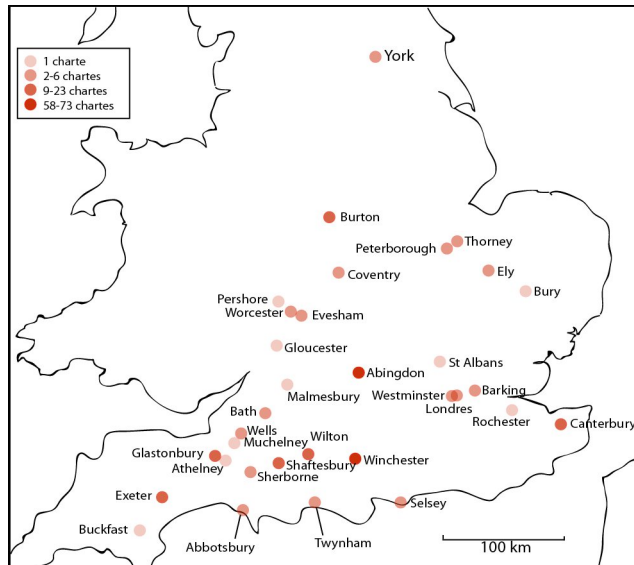 1 charte
2-6 chartes
9-23 chartes
58-73 chartes
York
Burton
Thorney
Peterborough
Coventry
Ely
Bury
Pershore
Worcester
Evesham
Gloucester
St Albans
Abingdon
Malmesbury
Westminster
Barking
Londres
Rochester
Bath
Canterbury
Wells
Muchelney
Wilton
Glastonbury
Athelney
Shaftesbury
Winchester
Sherborne
Exeter
Selsey
Buckfast
Abbotsbury
Twynham
100 km